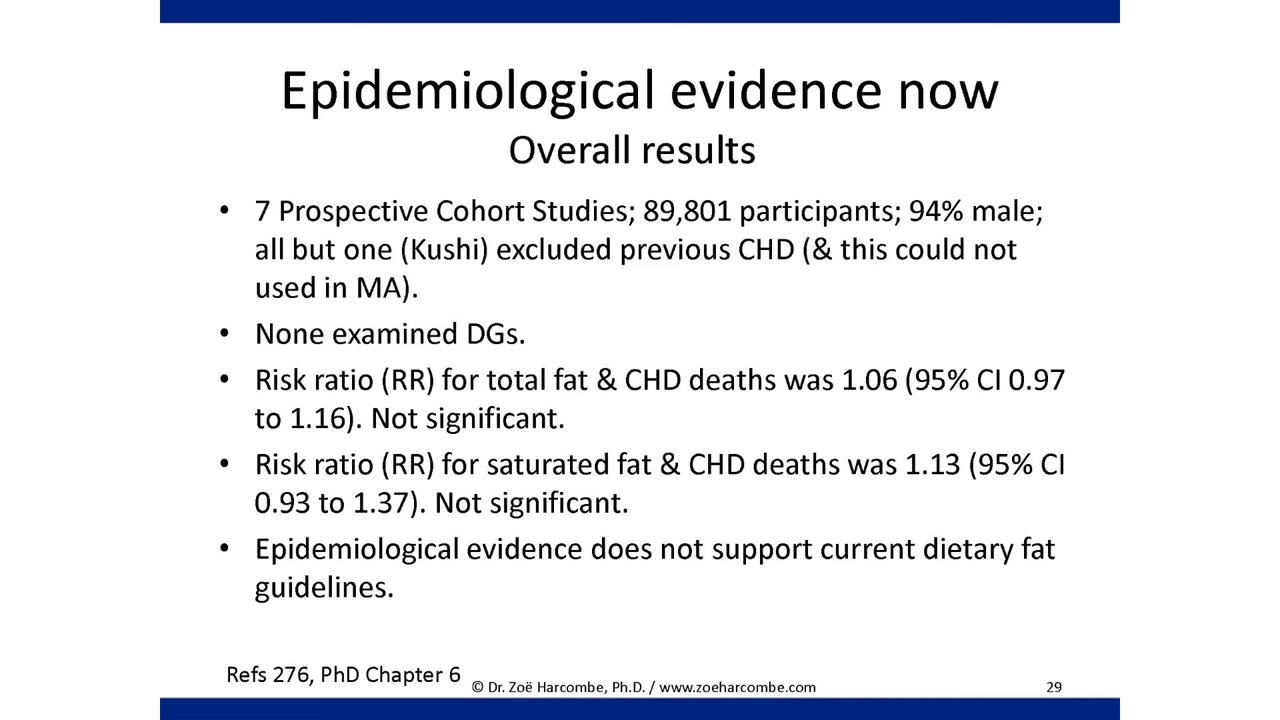 Epidemiological evidence now
Overall results
• 7 Prospective Cohort Studies; 89,801 participants; 94% male;
all but one (Kushi) excluded previous CHD (& this could not
used in MA).
• None examined DGs.
• Risk ratio (RR) for total fat & CHD deaths was 1.06 (95% CI 0.97
to 1.16). Not significant.
• Risk ratio (RR) for saturated fat & CHD deaths was 1.13 (95% CI
0.93 to 1.37). Not significant.
• Epidemiological evidence does not support current dietary fat
guidelines.
Refs 276, PhD Chapter 6
© Dr. Zoë Harcombe, Ph.D. / www.zoeharcombe.com
29